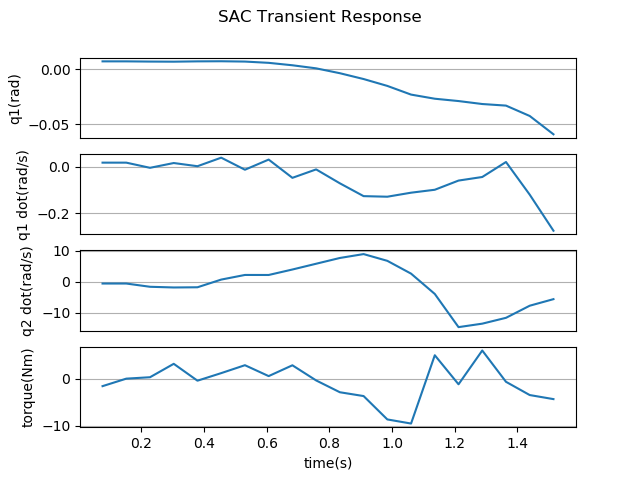 SAC Transient Response
q1(rad)
0.00
−0.05
q1 dot(rad/s)
0.0
−0.2
q2 dot(rad/s)
10
0
−10
torque(Nm)
0
−10
0.2 0.4 0.6 0.8 1.0 1.2 1.4
time(s)